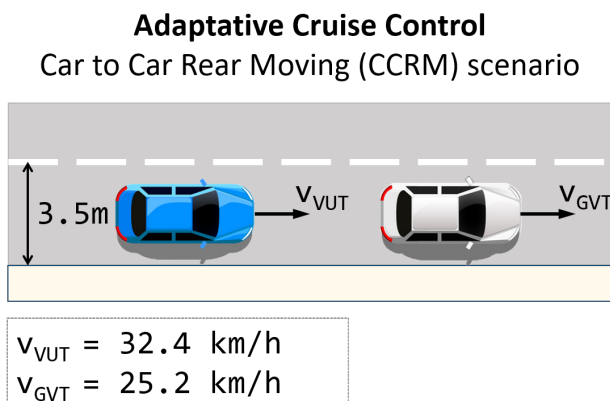 Adaptative Cruise Control
Car to Car Rear Moving (CCRM) scenario
3.5m
vVUT
vGVT
vVUT = 32.4 km/h
vGVT = 25.2 km/h